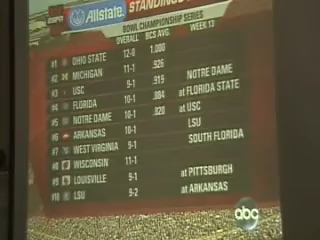 ESPN Allstate. STANDINGS
BOWL CHAMPIONSHIP SERIES
OVERALL BCS AVG. WEEK 13
#1 OHIO STATE 12-0 1.000
#2 MICHIGAN 11-1 .926
#3 USC 9-1 .919 NOTRE DAME
#4 FLORIDA 10-1 .884 at FLORIDA STATE
#5 NOTRE DAME 10-1 .820 at USC
#6 ARKANSAS 10-1 LSU
#7 WEST VIRGINIA 9-1 SOUTH FLORIDA
#8 WISCONSIN 11-1
#9 LOUISVILLE 9-1 at PITTSBURGH
#10 LSU 9-2 at ARKANSAS
abc